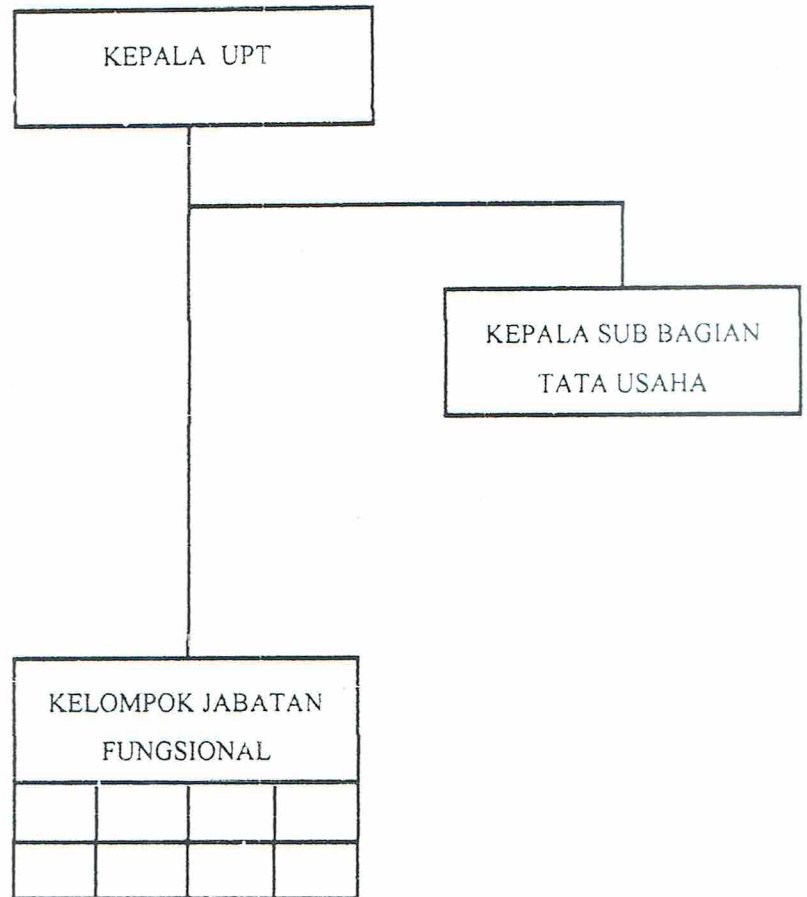 KEPALA UPT
KEPALA SUB BAGIAN
TATA USAHA
KELOMPOK JABATAN
FUNGSIONAL